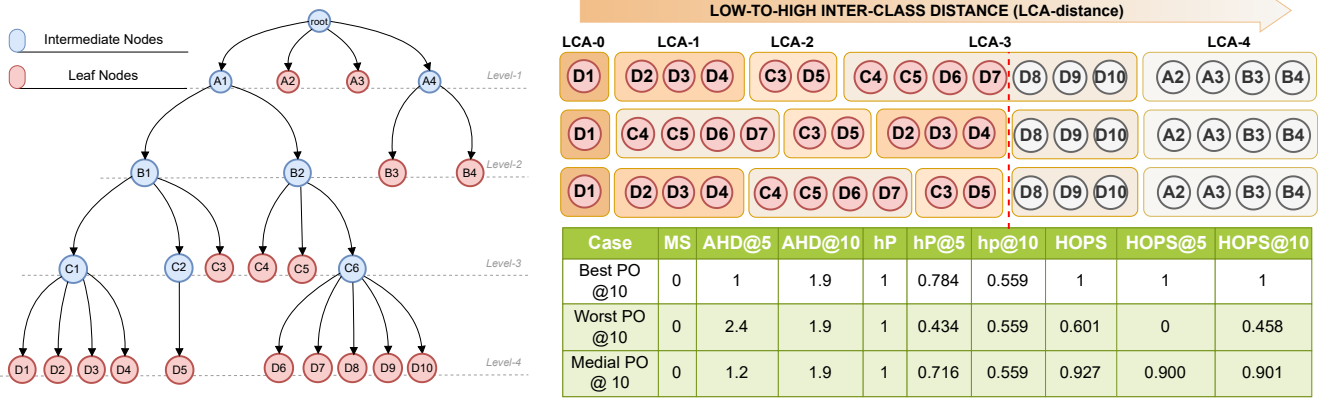 Intermediate Nodes
Leaf Nodes
root
A1 A2 A3 A4 Level-1
B1 B2 B3 B4 Level-2
C1 C2 C3 C4 C5 C6 Level-3
D1 D2 D3 D4 D5 D6 D7 D8 D9 D10 Level-4
LOW-TO-HIGH INTER-CLASS DISTANCE (LCA-distance)
LCA-0 LCA-1 LCA-2 LCA-3 LCA-4
D1 D2 D3 D4 C3 D5 C4 C5 D6 D7 D8 D9 D10 A2 A3 B3 B4
D1 C4 C5 D6 D7 C3 D5 D2 D3 D4 D8 D9 D10 A2 A3 B3 B4
D1 D2 D3 D4 C4 C5 D6 D7 C3 D5 D8 D9 D10 A2 A3 B3 B4
Case MS AHD@5 AHD@10 hP hP@5 hp@10 HOPS HOPS@5 HOPS@10
Best PO
@10 0 1 1.9 1 0.784 0.559 1 1 1
Worst PO
@10 0 2.4 1.9 1 0.434 0.559 0.601 0 0.458
Medial PO
@ 10 0 1.2 1.9 1 0.716 0.559 0.927 0.900 0.901